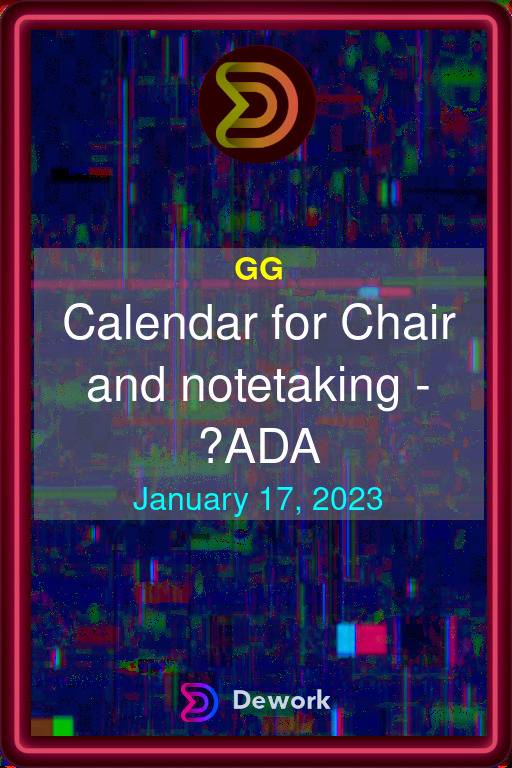 GG
Calendar for Chair
and notetaking -
?ADA
January 17, 2023
Dework